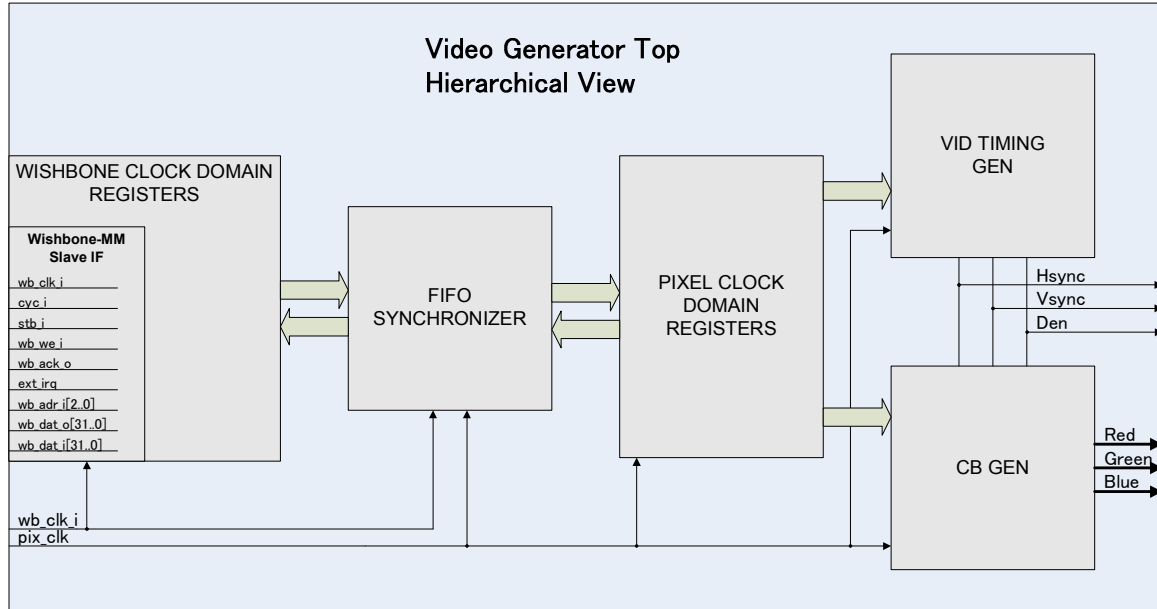 Video Generator Top
Hierarchical View
WISHBONE CLOCK DOMAIN
REGISTERS
Wishbone-MM
Slave IF
wb_clk_i
cyc_i
stb_i
wb_we_i
wb_ack_o
ext_irq
wb_adr_i[2..0]
wb_dat_o[31..0]
wb_dat_i[31..0]
FIFO
SYNCHRONIZER
PIXEL CLOCK
DOMAIN
REGISTERS
VID TIMING
GEN
Hsync
Vsync
Den
CB GEN
Red
Green
Blue
wb_clk_i
pix_clk